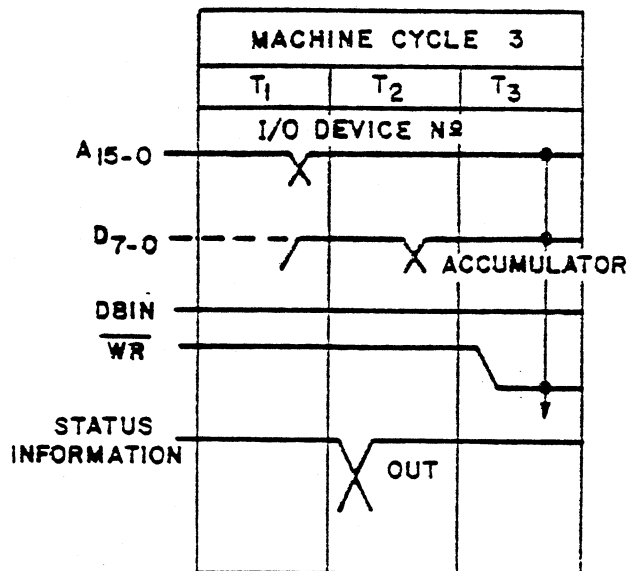 MACHINE CYCLE 3
T1 T2 T3
I/O DEVICE Nº
A15-0
D7-0
ACCUMULATOR
DBIN
WR
STATUS
INFORMATION
OUT